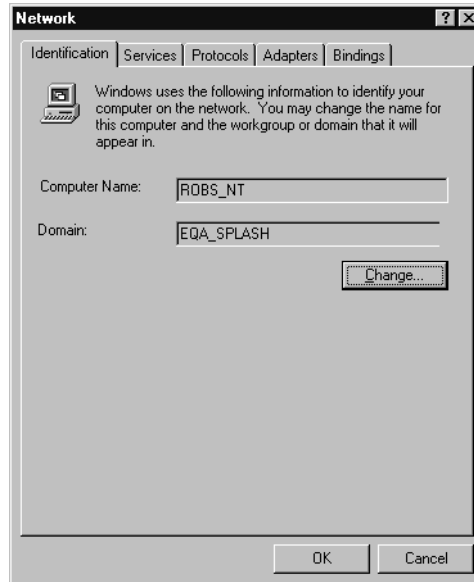 Network
Identification Services Protocols Adapters Bindings
Windows uses the following information to identify your
computer on the network. You may change the name for
this computer and the workgroup or domain that it will
appear in.
Computer Name: ROBS_NT
Domain: EQA_SPLASH
Change...
OK Cancel